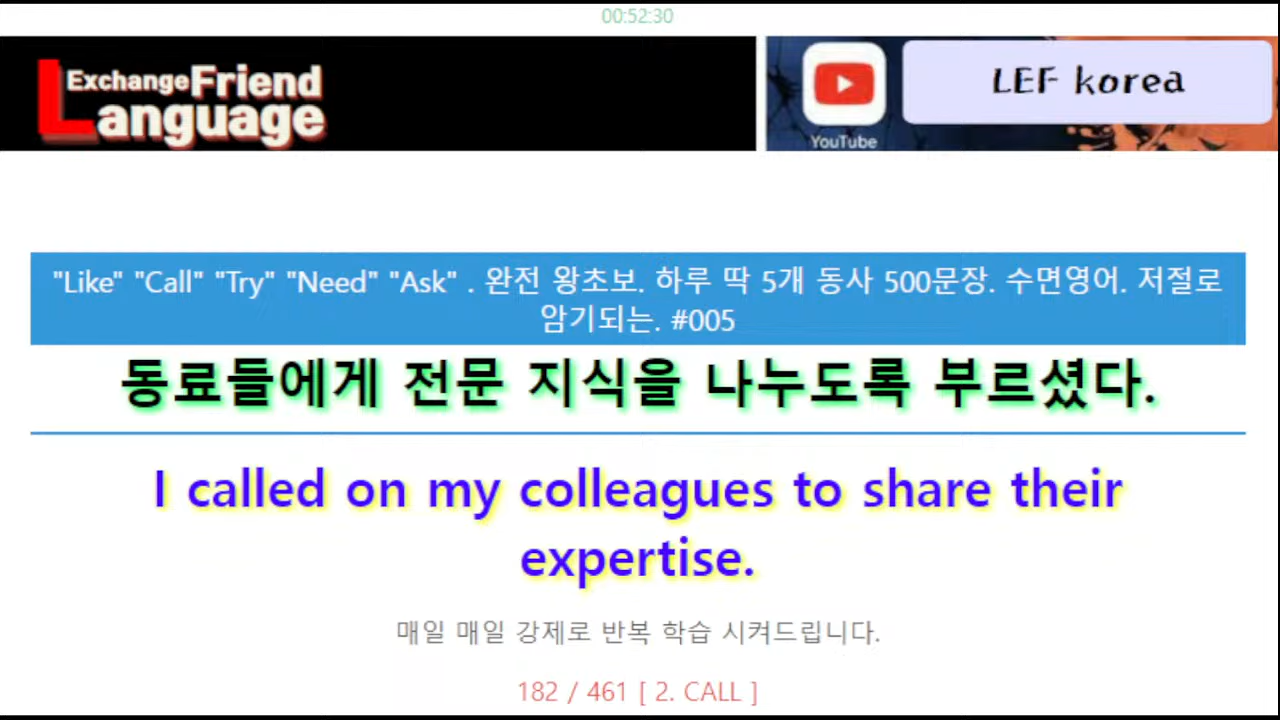 00:52:30
ExchangeFriend
Language
LEF korea
YouTube
"Like" "Call" "Try" "Need" "Ask" . 완전 왕초보. 하루 딱 5개 동사 500문장. 수면영어. 저절로
암기되는. #005
동료들에게 전문 지식을 나누도록 부르셨다.
I called on my colleagues to share their
expertise.
매일 매일 강제로 반복 학습 시켜드립니다.
182 / 461 [ 2. CALL ]